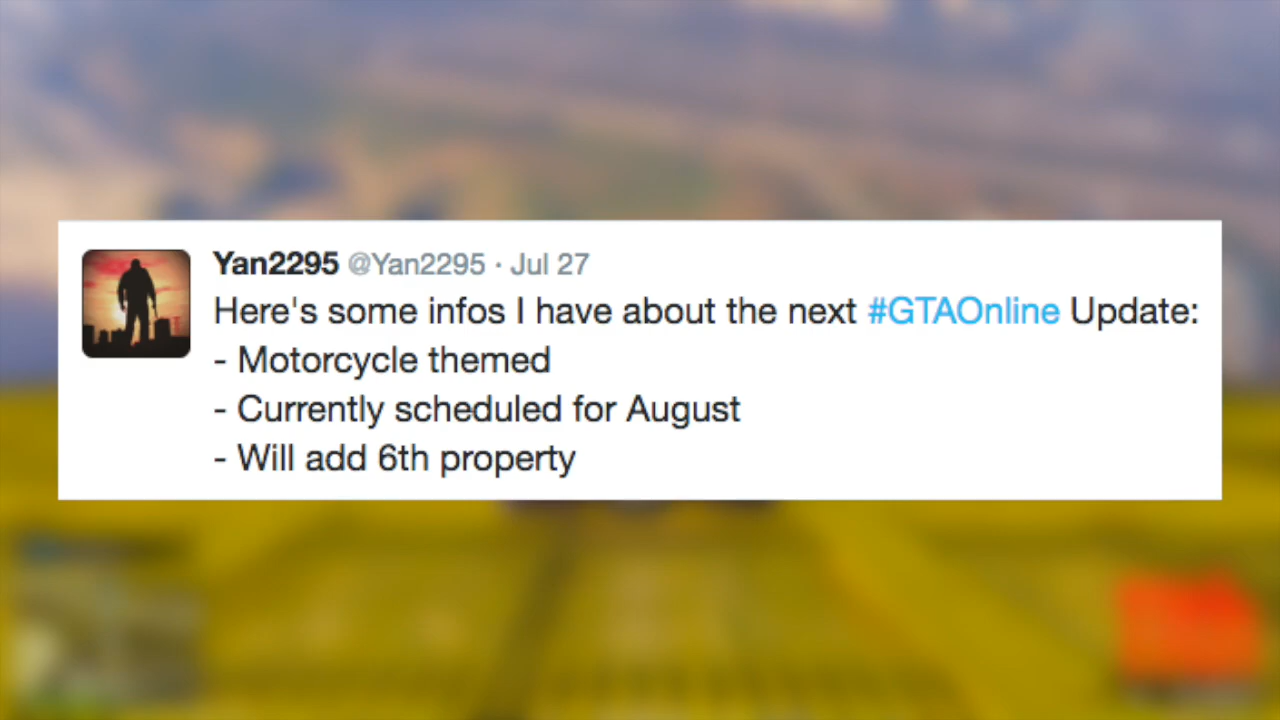 Yan2295 @Yan2295 · Jul 27
Here's some infos I have about the next #GTAOnline Update:
- Motorcycle themed
- Currently scheduled for August
- Will add 6th property